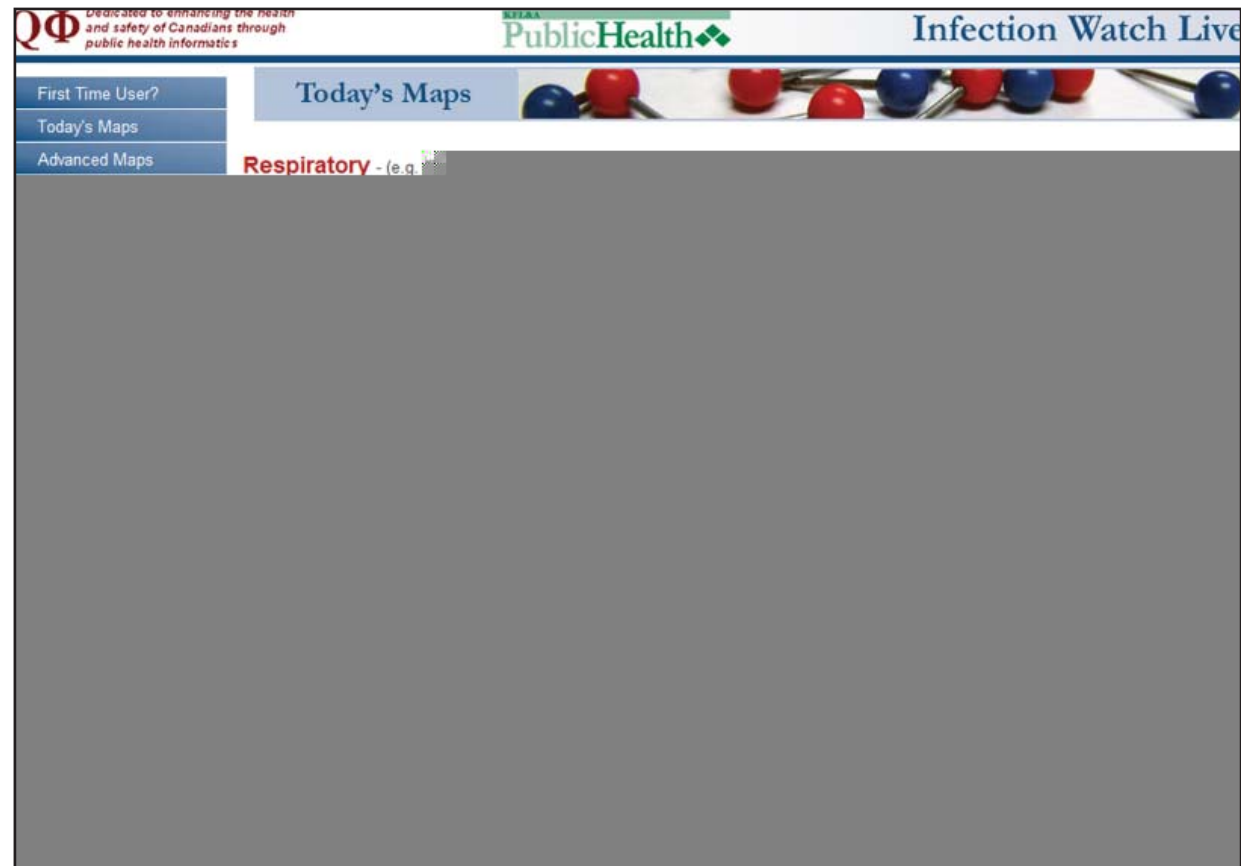 QΦ
Dedicated to enhancing the health
and safety of Canadians through
public health informatics
KFL&A
PublicHealth
Infection Watch Live
First Time User?
Today's Maps
Advanced Maps
Today's Maps
Respiratory - (e.g.